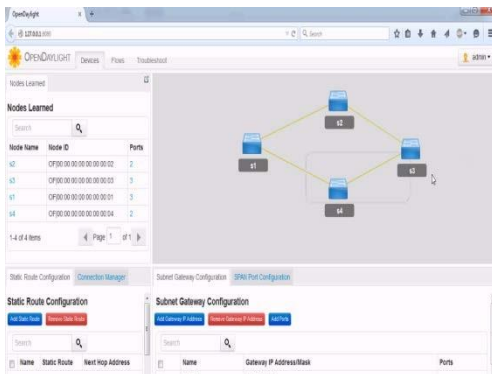 OpenDaylight
127.0.0.1:8080
Search
OPENDAYLIGHT
Devices
Flows
Troubleshoot
admin
Nodes Learned
Nodes Learned
Search
Node Name Node ID Ports
s2 OF|00:00:00:00:00:00:00:02 2
s3 OF|00:00:00:00:00:00:00:03 3
s1 OF|00:00:00:00:00:00:00:01 3
s4 OF|00:00:00:00:00:00:00:04 2
1-4 of 4 items
Page 1 of 1
s2
s1
s3
s4
Static Route Configuration
Connection Manager
Static Route Configuration
Add Static Route
Remove Static Route
Search
Name Static Route Next Hop Address
Subnet Gateway Configuration
SPAN Port Configuration
Subnet Gateway Configuration
Add Gateway IP Address
Remove Gateway IP Address
Add Ports
Search
Name Gateway IP Address/Mask Ports